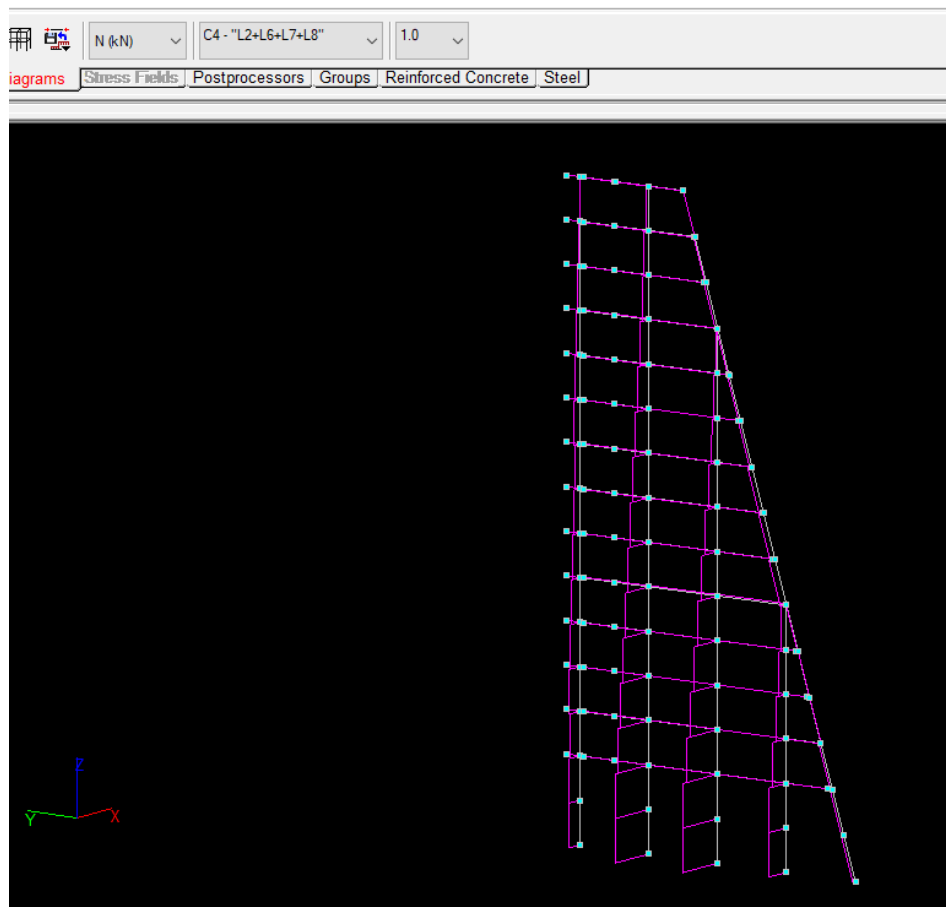 N (kN) C4 - "L2+L6+L7+L8" 1.0
iagrams Stress Fields Postprocessors Groups Reinforced Concrete Steel
Z
Y X